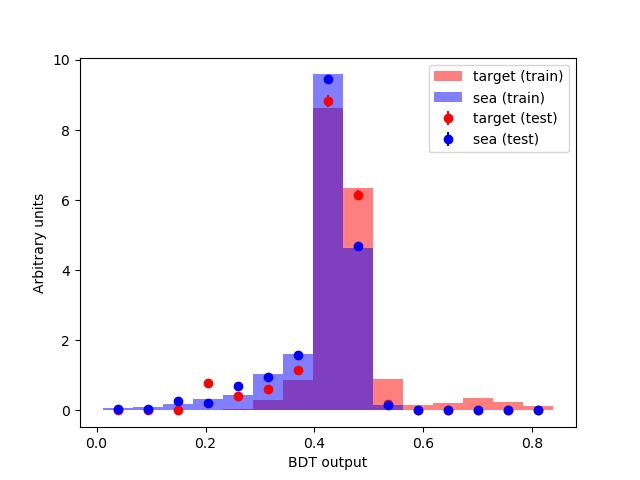 10
8
6
4
2
0
Arbitrary units
target (train)
sea (train)
target (test)
sea (test)
0.0 0.2 0.4 0.6 0.8
BDT output